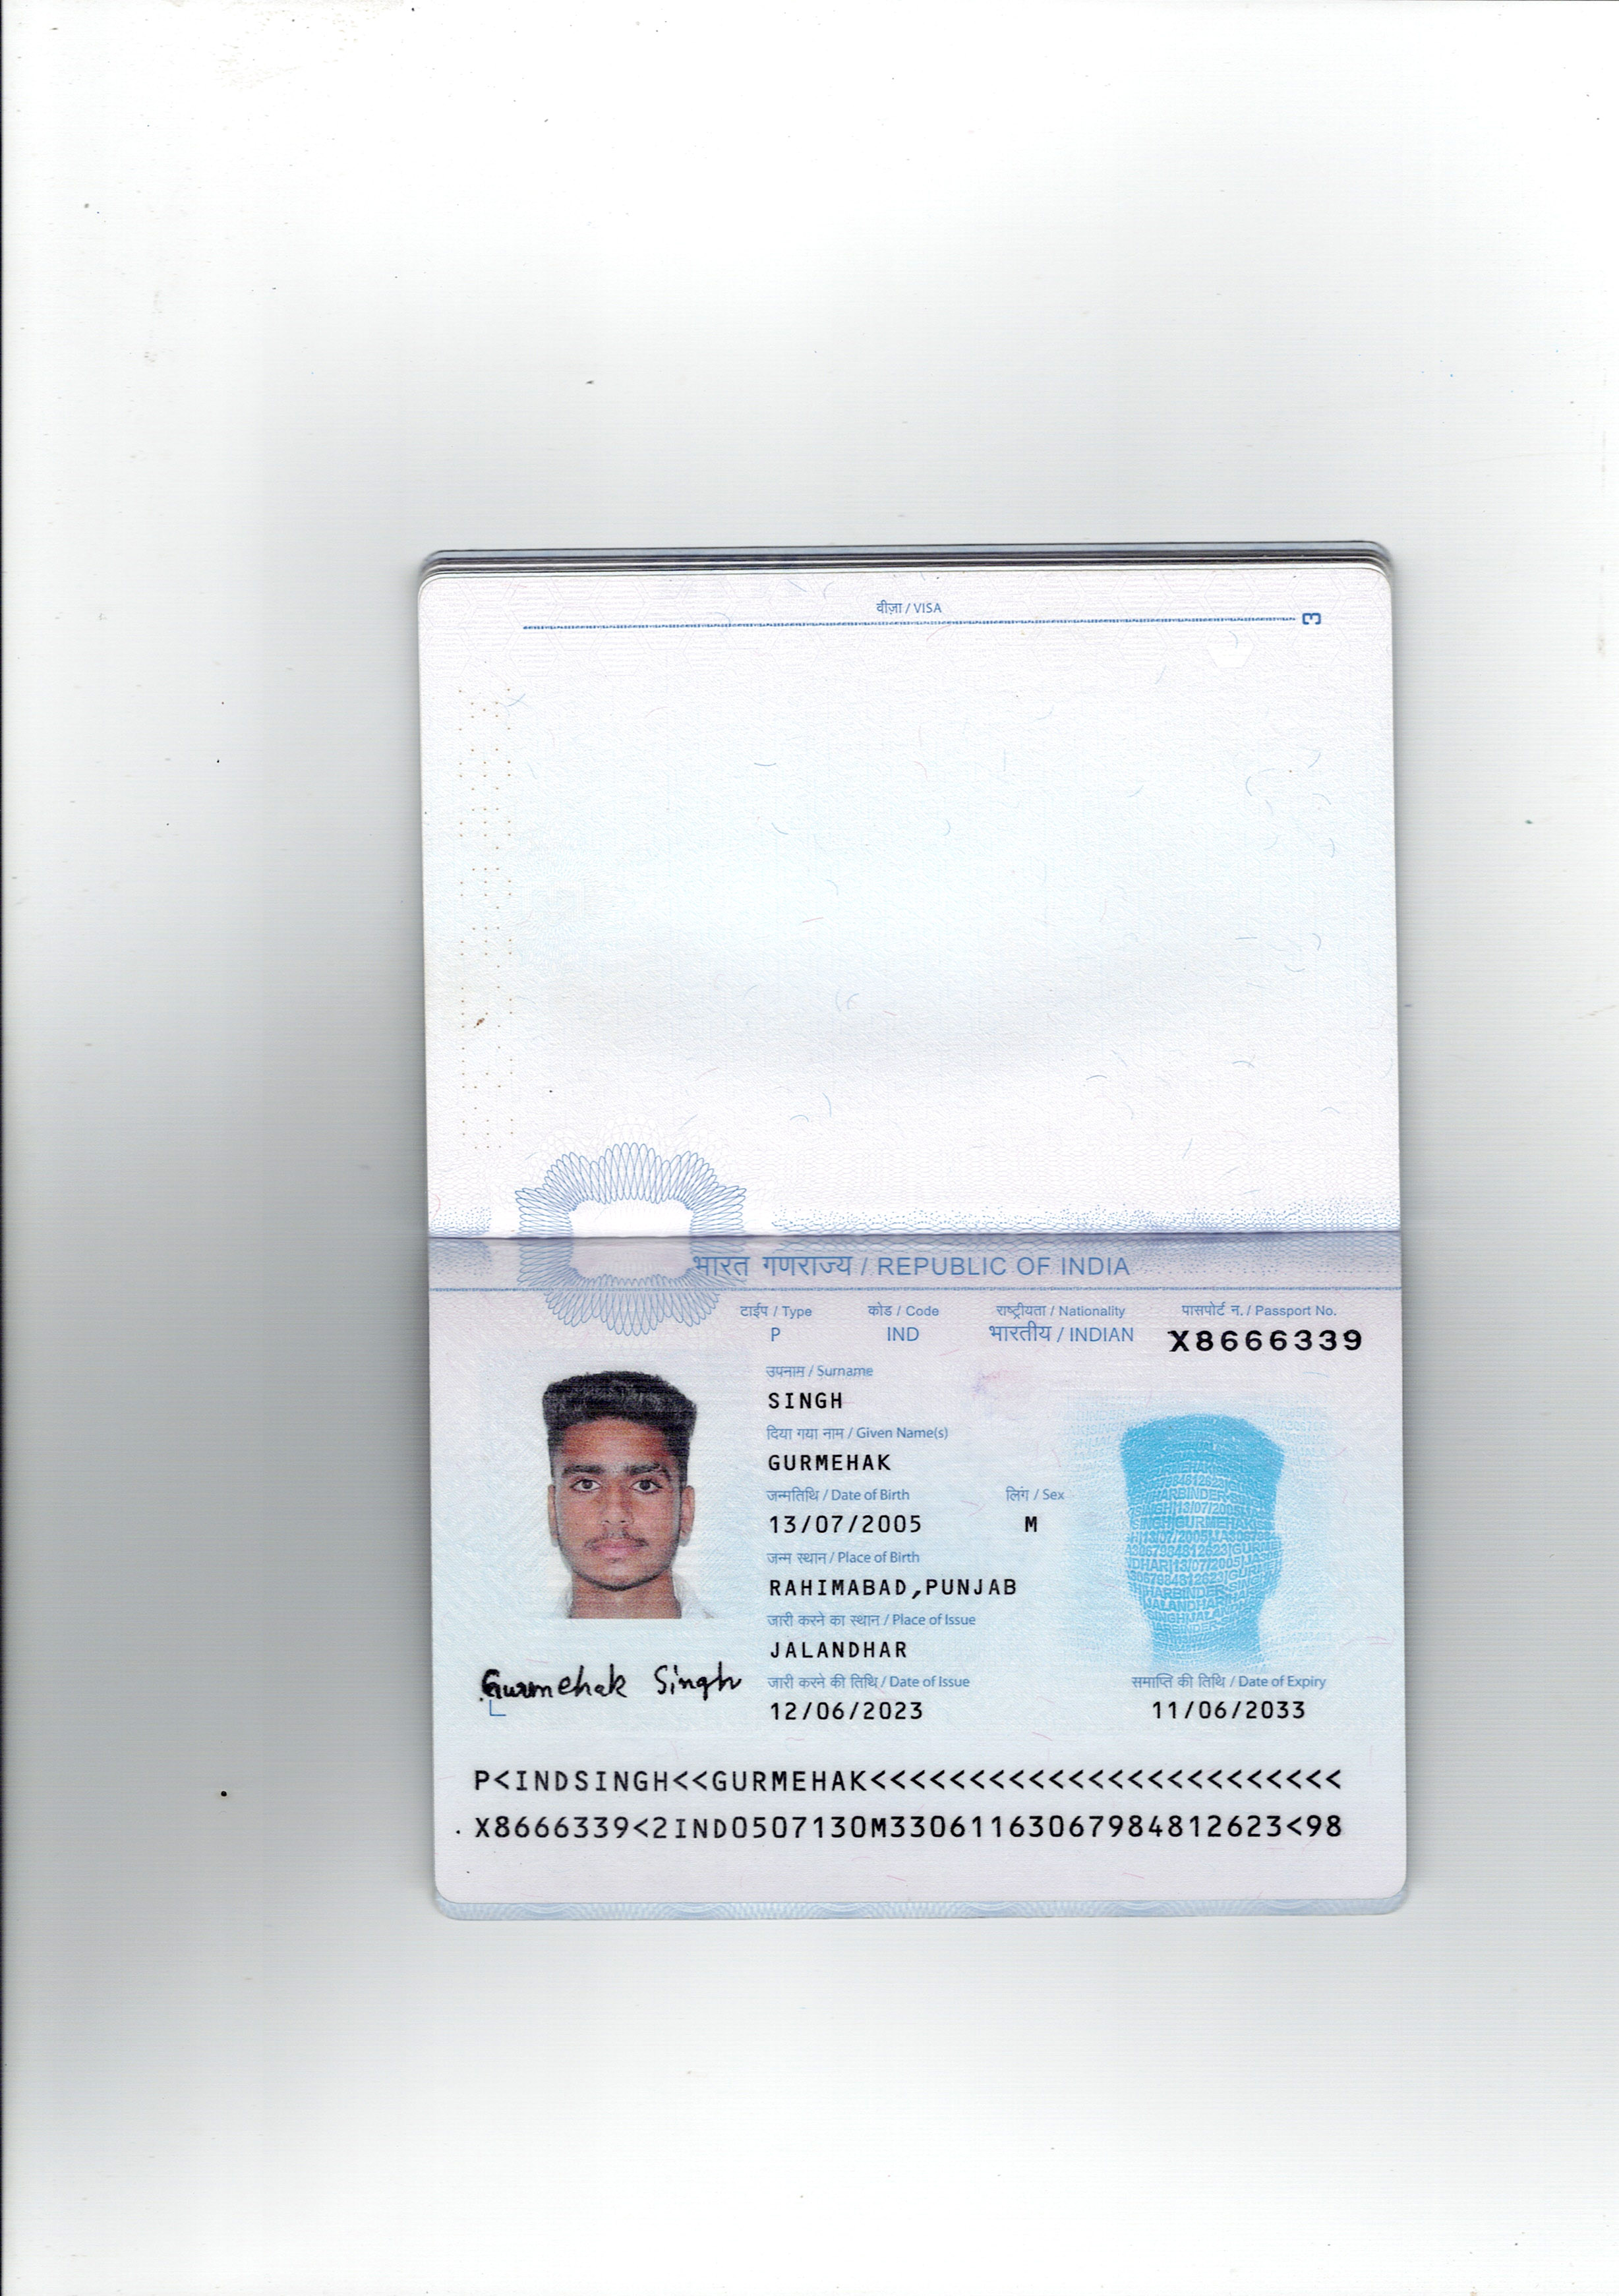 वीज़ा / VISA
3
भारत गणराज्य / REPUBLIC OF INDIA
टाईप / Type कोड / Code राष्ट्रीयता / Nationality पासपोर्ट न. / Passport No.
P IND भारतीय / INDIAN X8666339
उपनाम / Surname
SINGH
दिया गया नाम / Given Name(s)
GURMEHAK
जन्मतिथि / Date of Birth लिंग / Sex
13/07/2005 M
जन्म स्थान / Place of Birth
RAHIMABAD,PUNJAB
जारी करने का स्थान / Place of Issue
JALANDHAR
Gurmehak Singh
जारी करने की तिथि / Date of Issue समाप्ति की तिथि / Date of Expiry
12/06/2023 11/06/2033
P<INDSINGH<<GURMEHAK<<<<<<<<<<<<<<<<<<<<<<<<
X8666339<2IND0507130M33061163067984812623<98